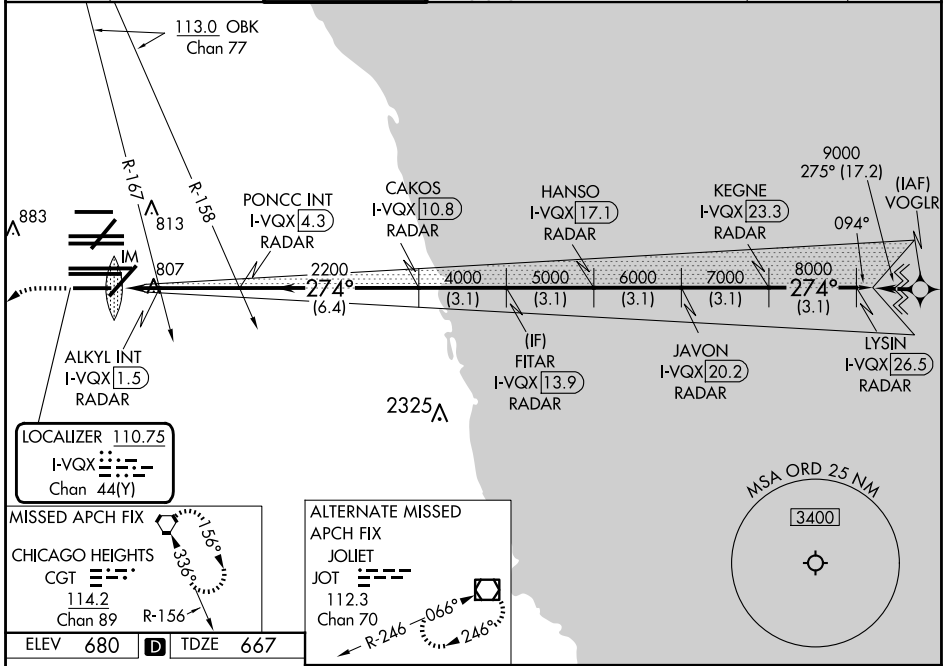 113.0 OBK
Chan 77
R-167
R-158
883
813
IM
807
PONCC INT
I-VQX 4.3
RADAR
CAKOS
I-VQX 10.8
RADAR
HANSO
I-VQX 17.1
RADAR
KEGNE
I-VQX 23.3
RADAR
9000
275° (17.2)
(IAF)
VOGLR
094°
2200
274°
(6.4)
4000
(3.1)
5000
(3.1)
6000
(3.1)
7000
(3.1)
8000
274°
(3.1)
ALKYL INT
I-VQX 1.5
RADAR
(IF)
FITAR
I-VQX 13.9
RADAR
JAVON
I-VQX 20.2
RADAR
LYSIN
I-VQX 26.5
RADAR
2325
LOCALIZER 110.75
I-VQX
Chan 44(Y)
MISSED APCH FIX
CHICAGO HEIGHTS
CGT
114.2
Chan 89
156°
336°
R-156
ALTERNATE MISSED
APCH FIX
JOLIET
JOT
112.3
Chan 70
R-246
066°
246°
MSA ORD 25 NM
3400
ELEV 680 D TDZE 667